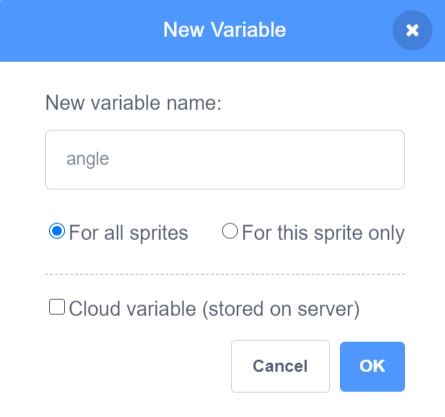 New Variable
New variable name:
angle
For all sprites For this sprite only
Cloud variable (stored on server)
Cancel OK